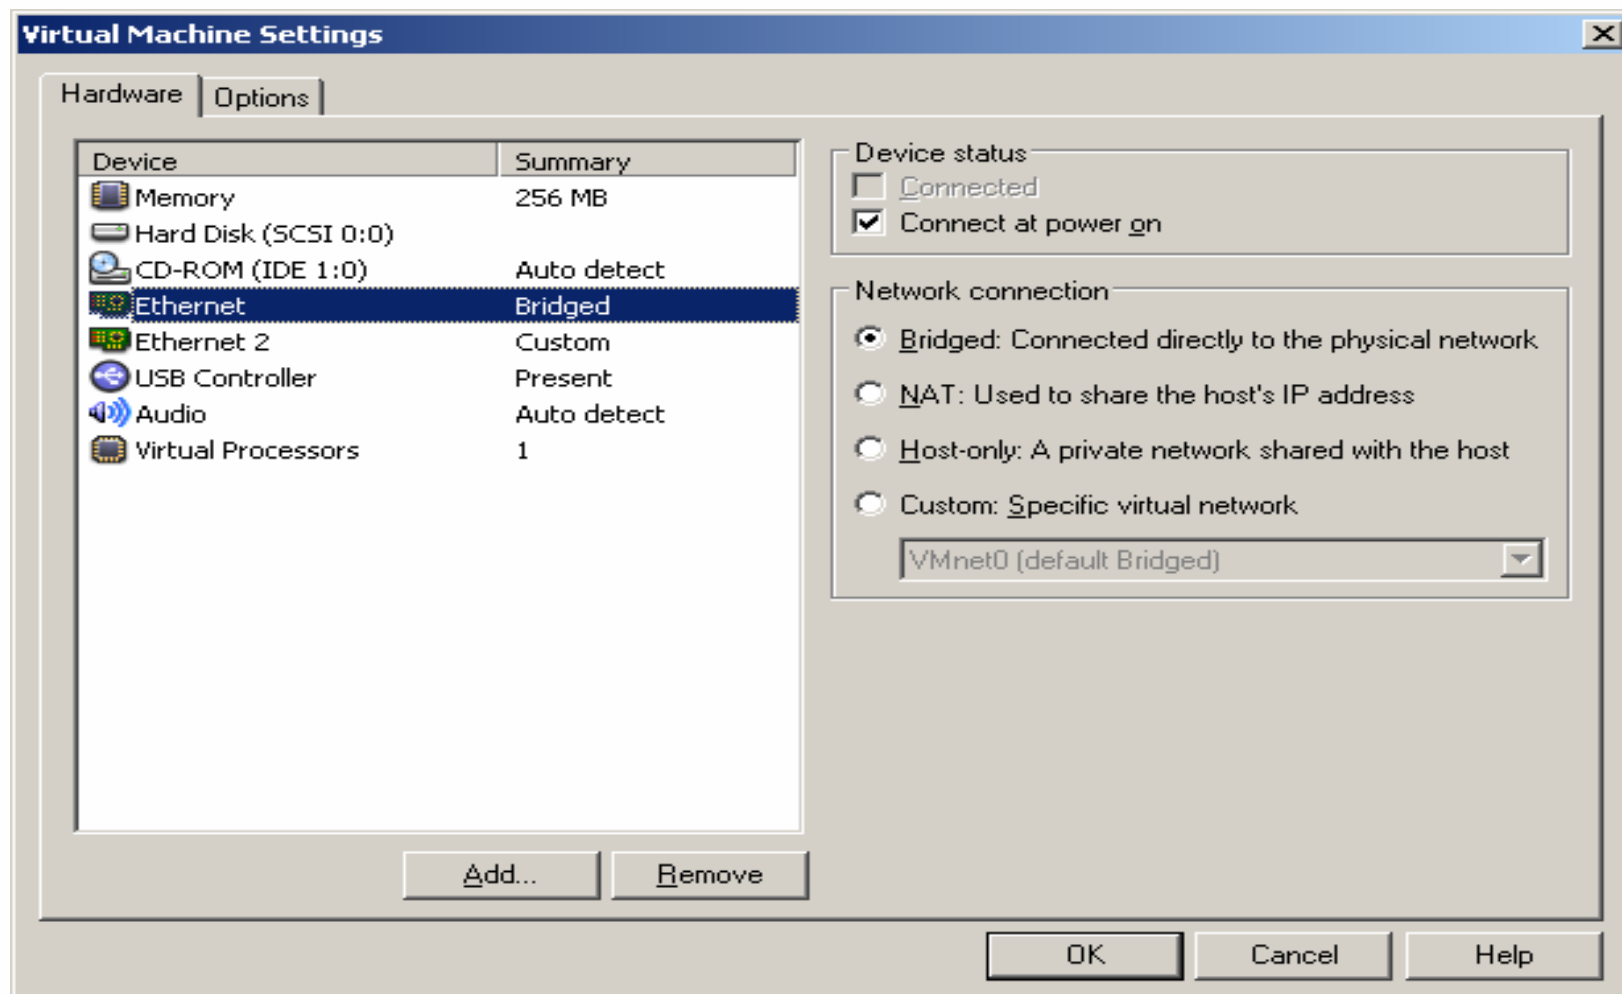 Virtual Machine Settings
Hardware Options
Device Summary
Memory 256 MB
Hard Disk (SCSI 0:0)
CD-ROM (IDE 1:0) Auto detect
Ethernet Bridged
Ethernet 2 Custom
USB Controller Present
Audio Auto detect
Virtual Processors 1
Add... Remove
Device status
Connected
Connect at power on
Network connection
Bridged: Connected directly to the physical network
NAT: Used to share the host's IP address
Host-only: A private network shared with the host
Custom: Specific virtual network
VMnet0 (default Bridged)
OK Cancel Help